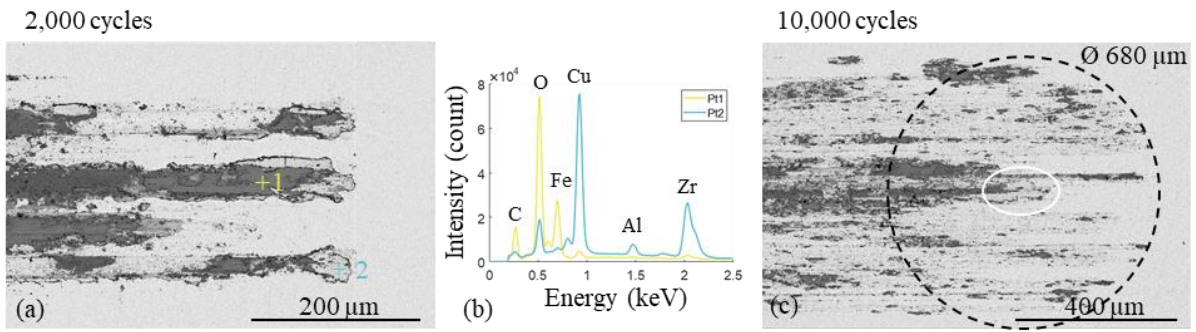 2,000 cycles
10,000 cycles
+1
+2
200 µm
(a)
×10⁴
8
6
4
2
0
Intensity (count)
C
O
Fe
Cu
Al
Zr
Pt1
Pt2
0 0.5 1 1.5 2 2.5
Energy (keV)
(b)
Ø 680 µm
400 µm
(c)